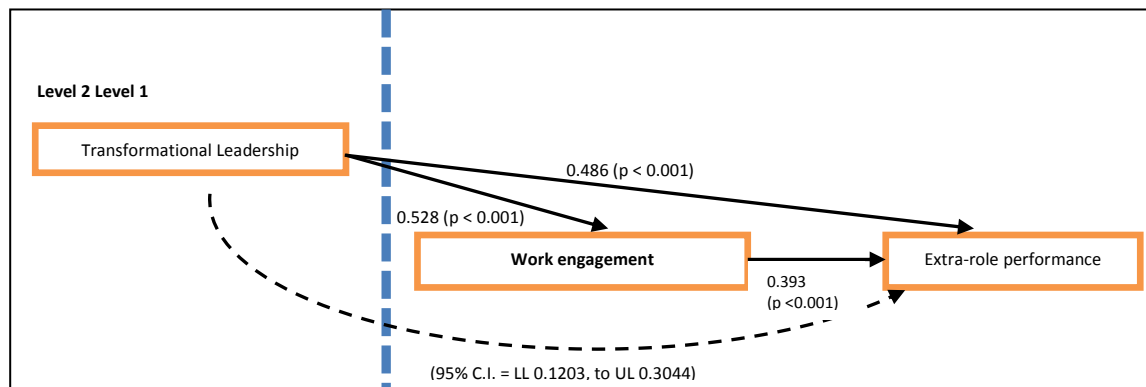 Level 2 Level 1
Transformational Leadership
0.486 (p < 0.001)
0.528 (p < 0.001)
Work engagement
Extra-role performance
0.393
(p <0.001)
(95% C.I. = LL 0.1203, to UL 0.3044)